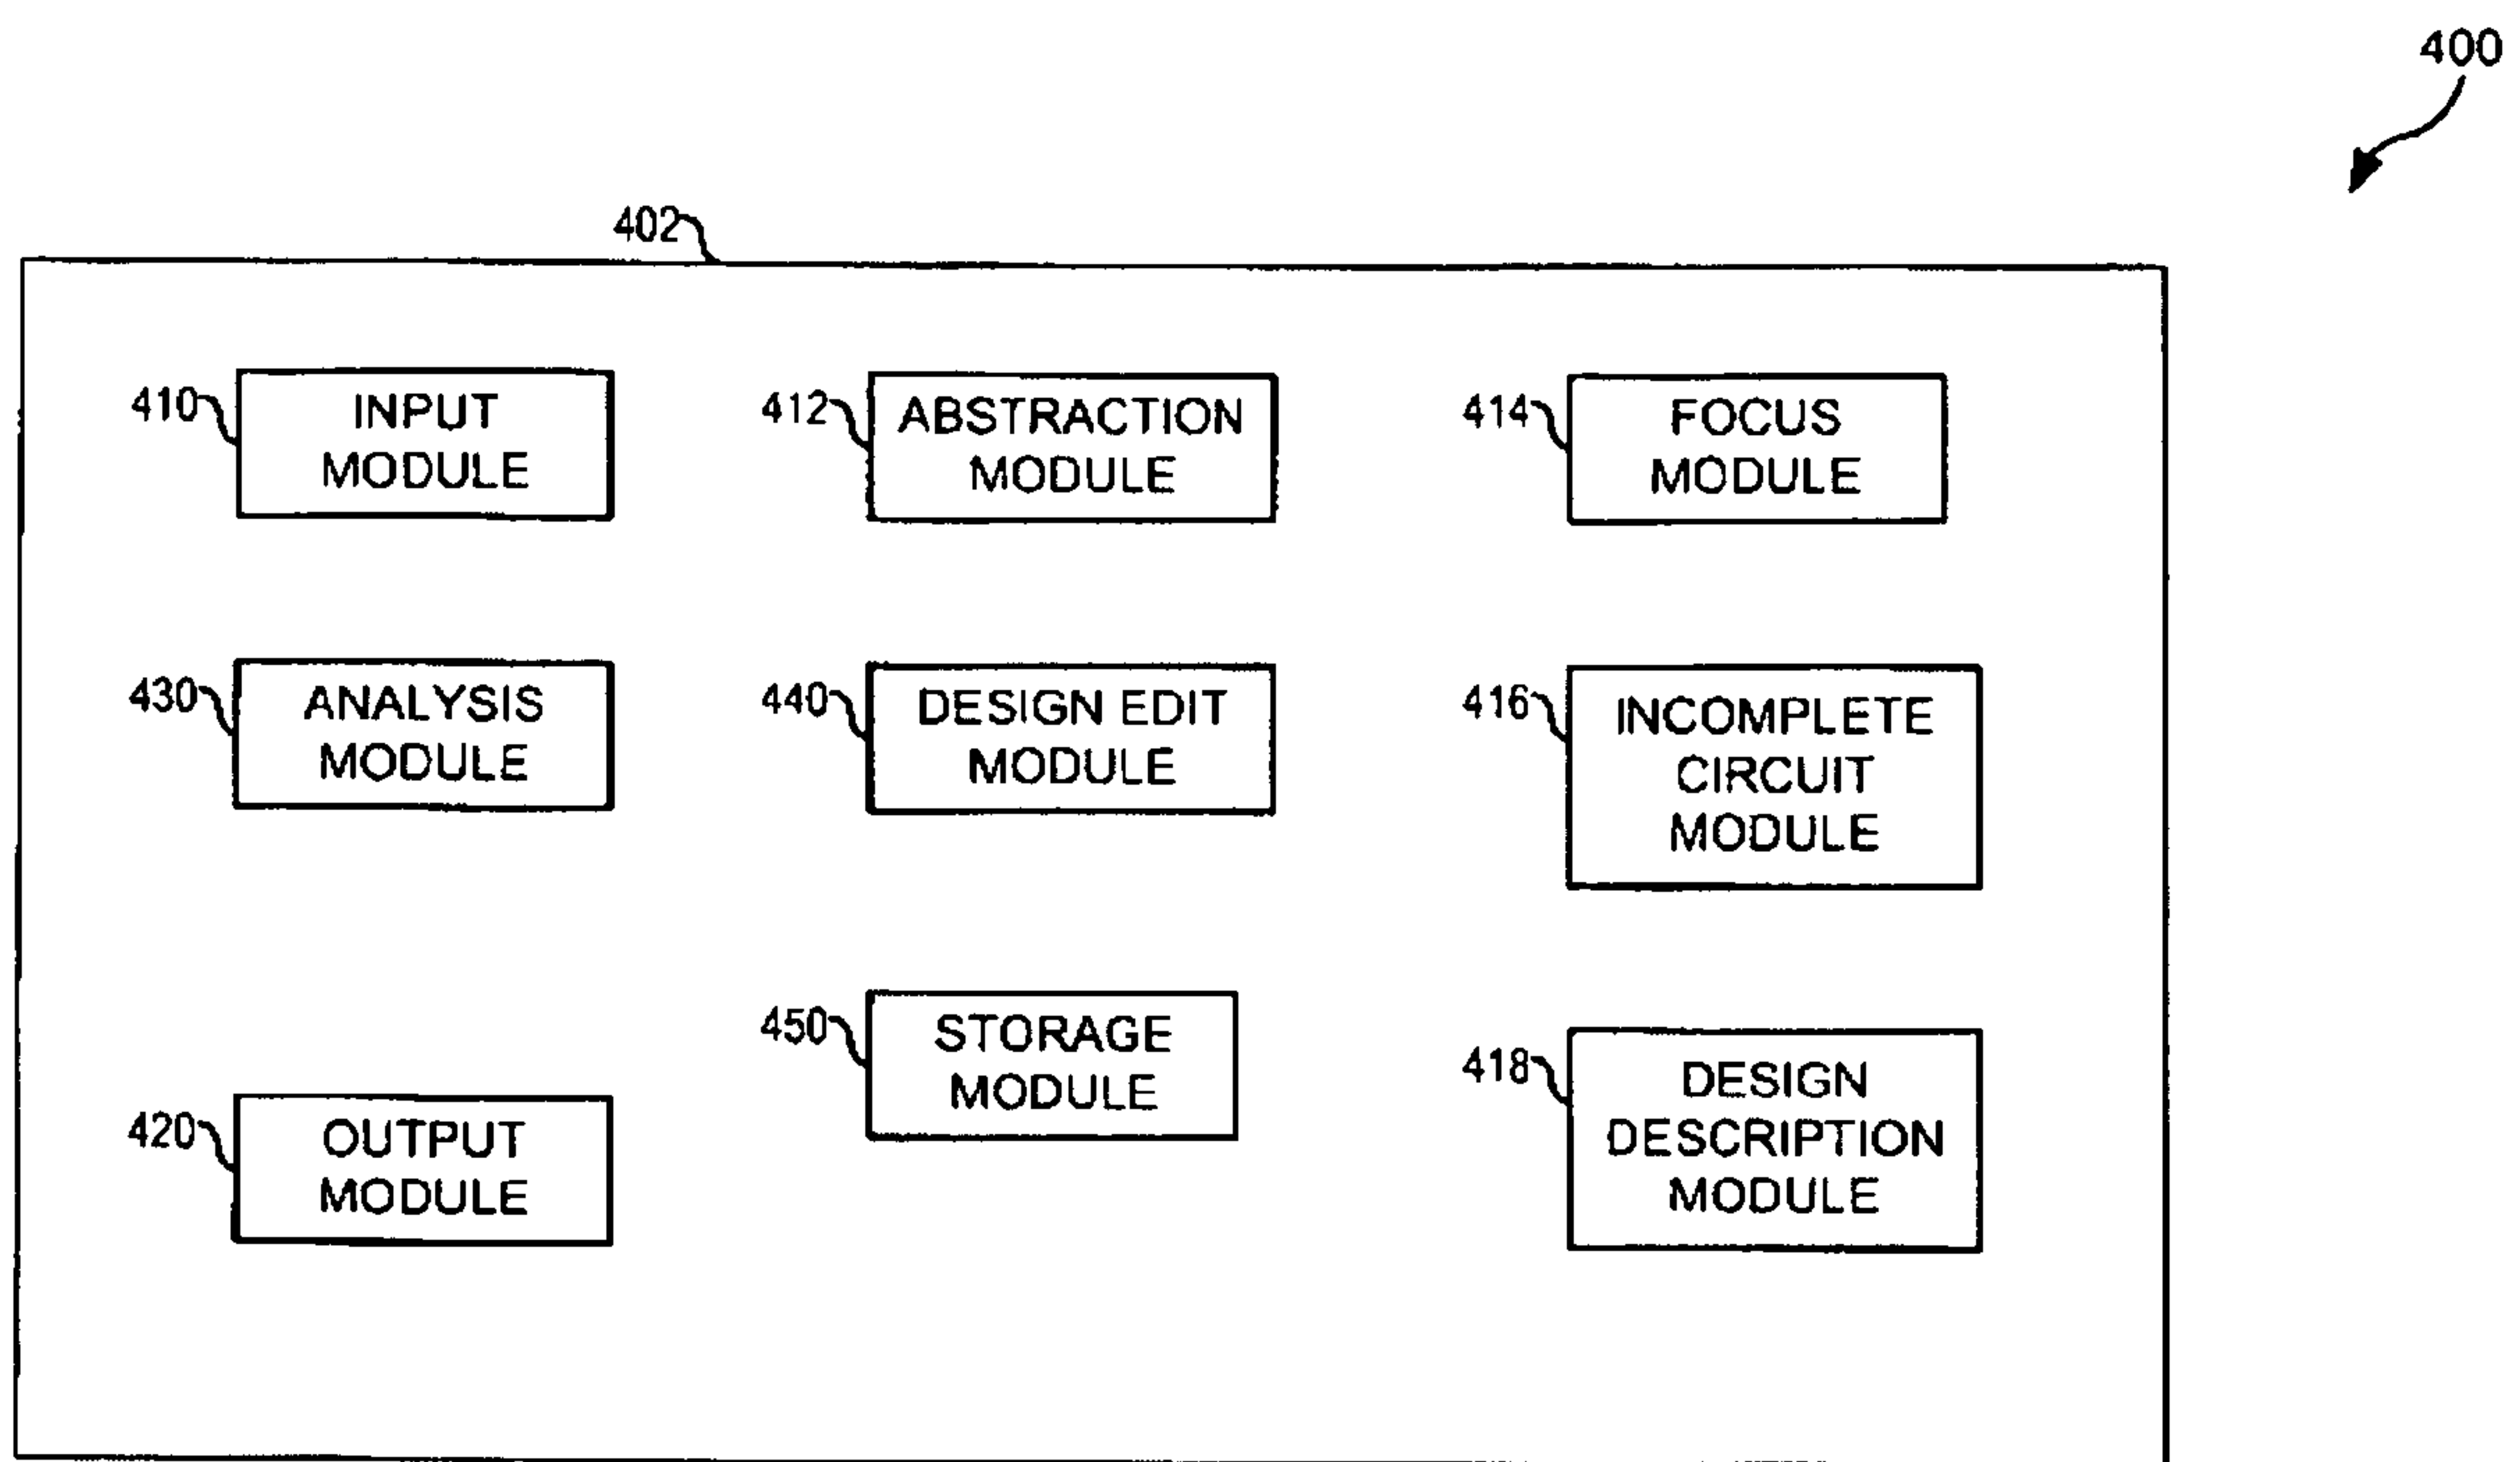 400
402
410
INPUT
MODULE
412
ABSTRACTION
MODULE
414
FOCUS
MODULE
430
ANALYSIS
MODULE
440
DESIGN EDIT
MODULE
416
INCOMPLETE
CIRCUIT
MODULE
450
STORAGE
MODULE
418
DESIGN
DESCRIPTION
MODULE
420
OUTPUT
MODULE